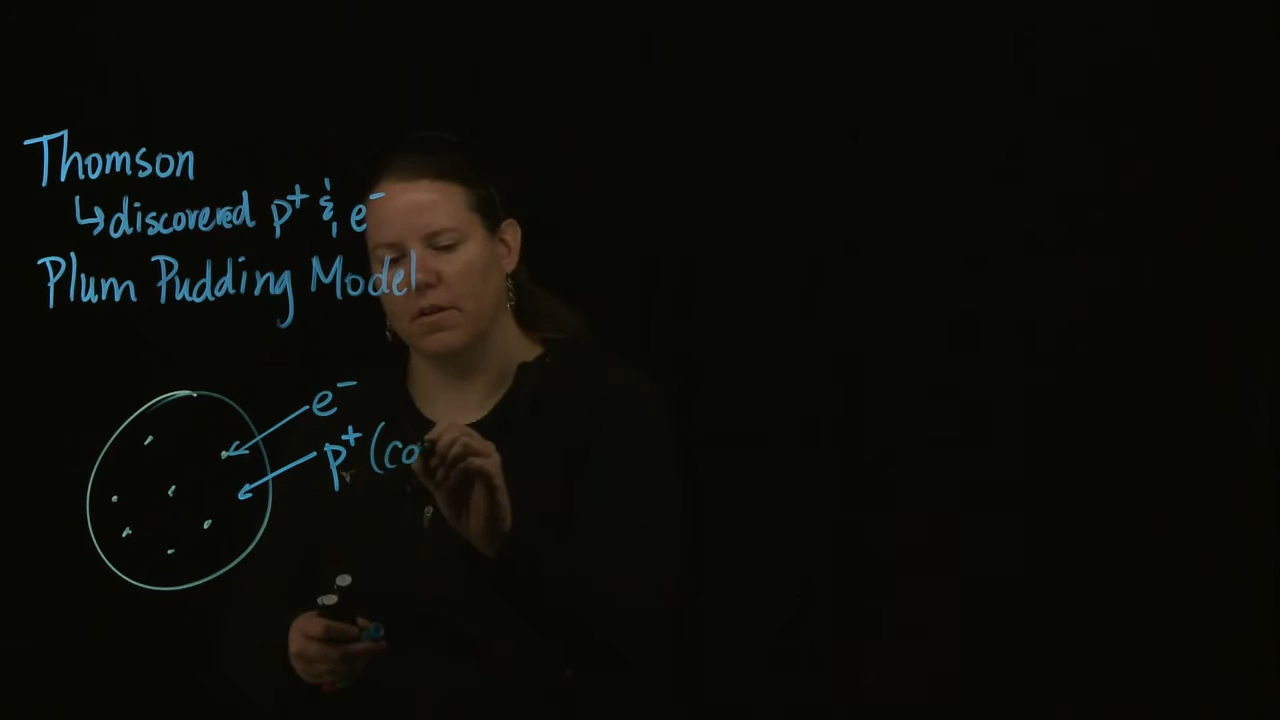 Thomson
↳ discovered p⁺ & e⁻
Plum Pudding Model
e⁻
p⁺ (co